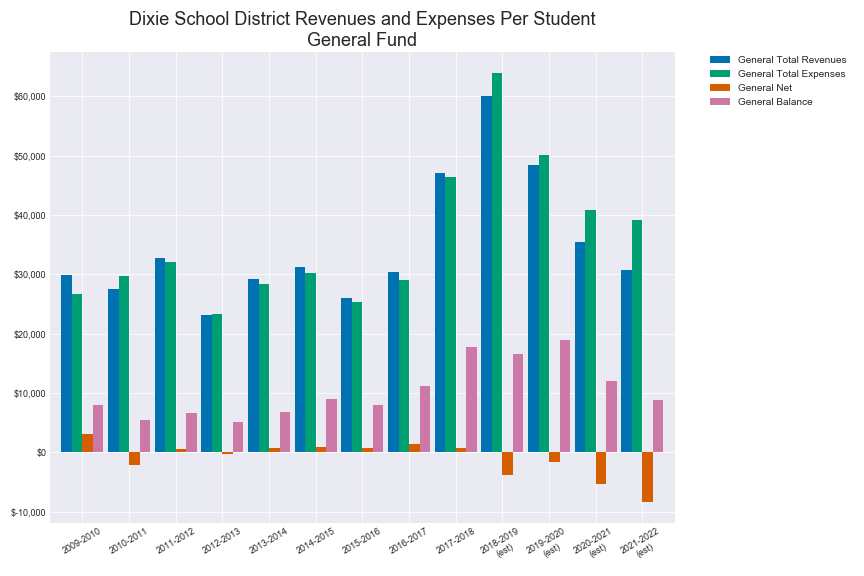 Dixie School District Revenues and Expenses Per Student
General Fund
General Total Revenues
General Total Expenses
General Net
General Balance
$60,000
$50,000
$40,000
$30,000
$20,000
$10,000
$0
$-10,000
2009-2010
2010-2011
2011-2012
2012-2013
2013-2014
2014-2015
2015-2016
2016-2017
2017-2018
2018-2019
(est)
2019-2020
(est)
2020-2021
(est)
2021-2022
(est)